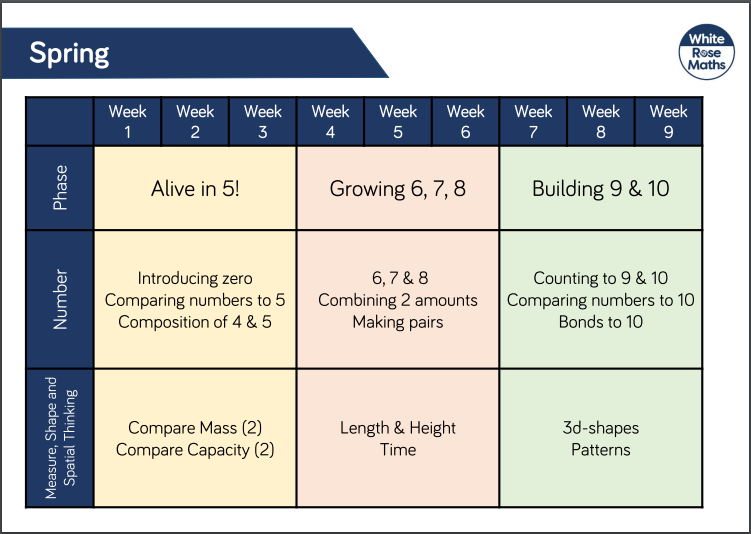 Spring
White
Rose
Maths
Week 1
Week 2
Week 3
Week 4
Week 5
Week 6
Week 7
Week 8
Week 9
Phase
Alive in 5!
Growing 6, 7, 8
Building 9 & 10
Number
Introducing zero
Comparing numbers to 5
Composition of 4 & 5
6, 7 & 8
Combining 2 amounts
Making pairs
Counting to 9 & 10
Comparing numbers to 10
Bonds to 10
Measure, Shape and
Spatial Thinking
Compare Mass (2)
Compare Capacity (2)
Length & Height
Time
3d-shapes
Patterns